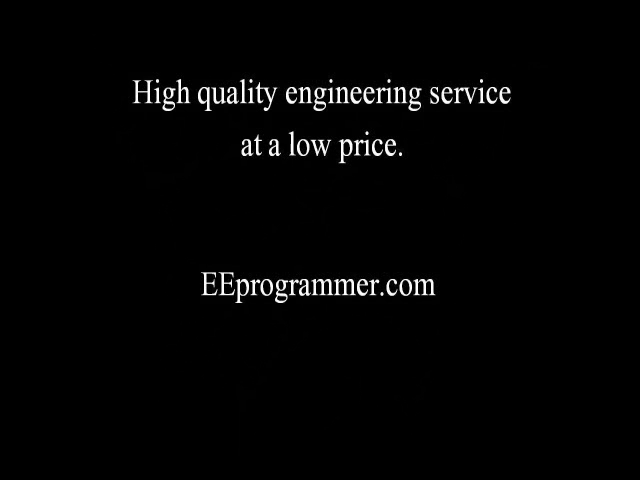 High quality engineering service
at a low price.
EEprogrammer.com